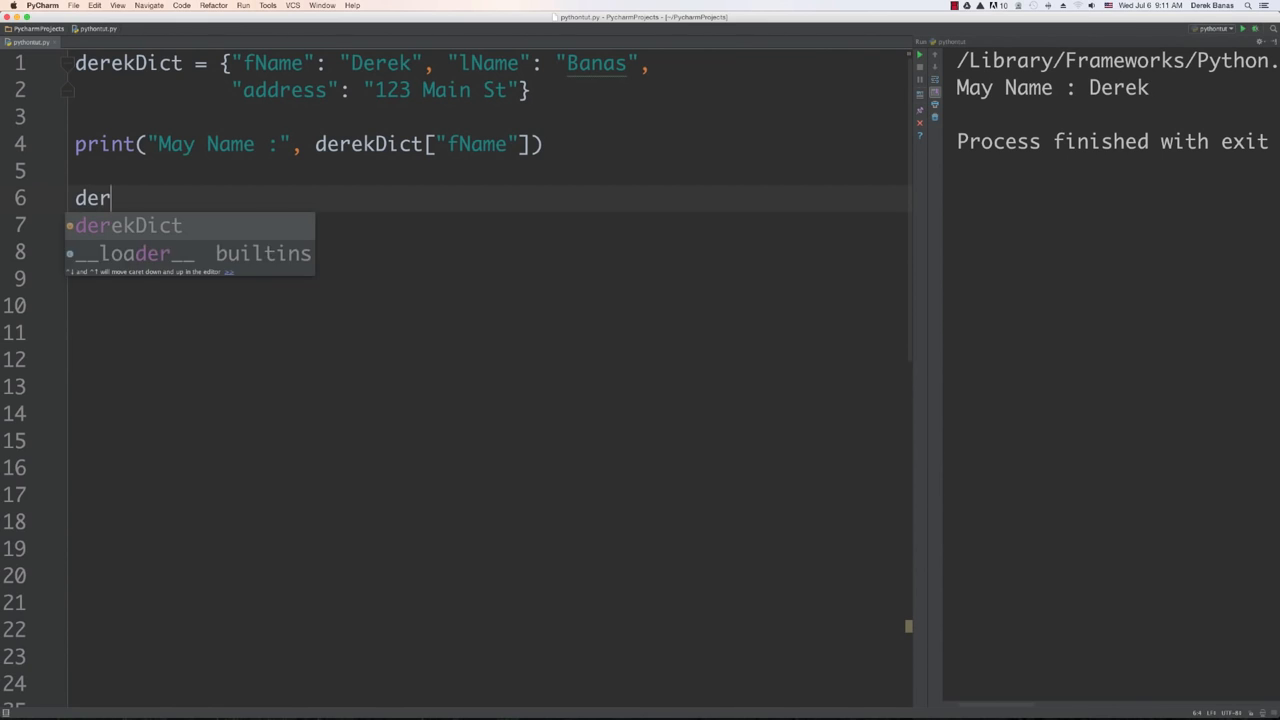 PyCharm File Edit View Navigate Code Refactor Run Tools VCS Window Help 10 Wed Jul 6 9:11 AM Derek Banas
pythontut.py - PyCharmProjects - [~/PycharmProjects]
PycharmProjects pythontut.py pythontut
pythontut.py Run: pythontut
1 derekDict = {"fName": "Derek", "lName": "Banas",
2 "address": "123 Main St"}
3
4 print("May Name :", derekDict["fName"])
5
6 der
7 derekDict
8 __loader__ builtins
^↓ and ^↑ will move caret down and up in the editor >>
9
10
11
12
13
14
15
16
17
18
19
20
21
22
23
24
/Library/Frameworks/Python.
May Name : Derek
Process finished with exit
6:4 LF≑ UTF-8≑